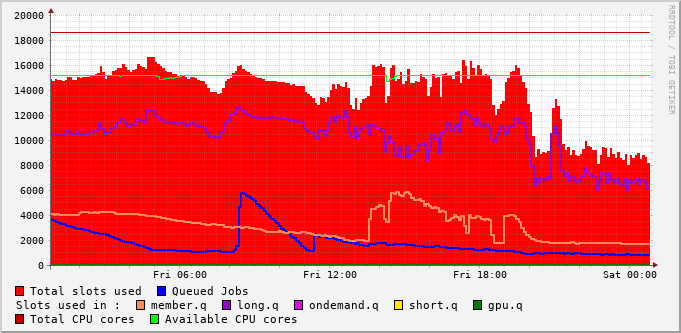 20000
18000
16000
14000
12000
10000
8000
6000
4000
2000
0
Fri 06:00 Fri 12:00 Fri 18:00 Sat 00:00
Total slots used Queued Jobs
Slots used in : member.q long.q ondemand.q short.q gpu.q
Total CPU cores Available CPU cores
RRDTOOL / TOBI OETIKER